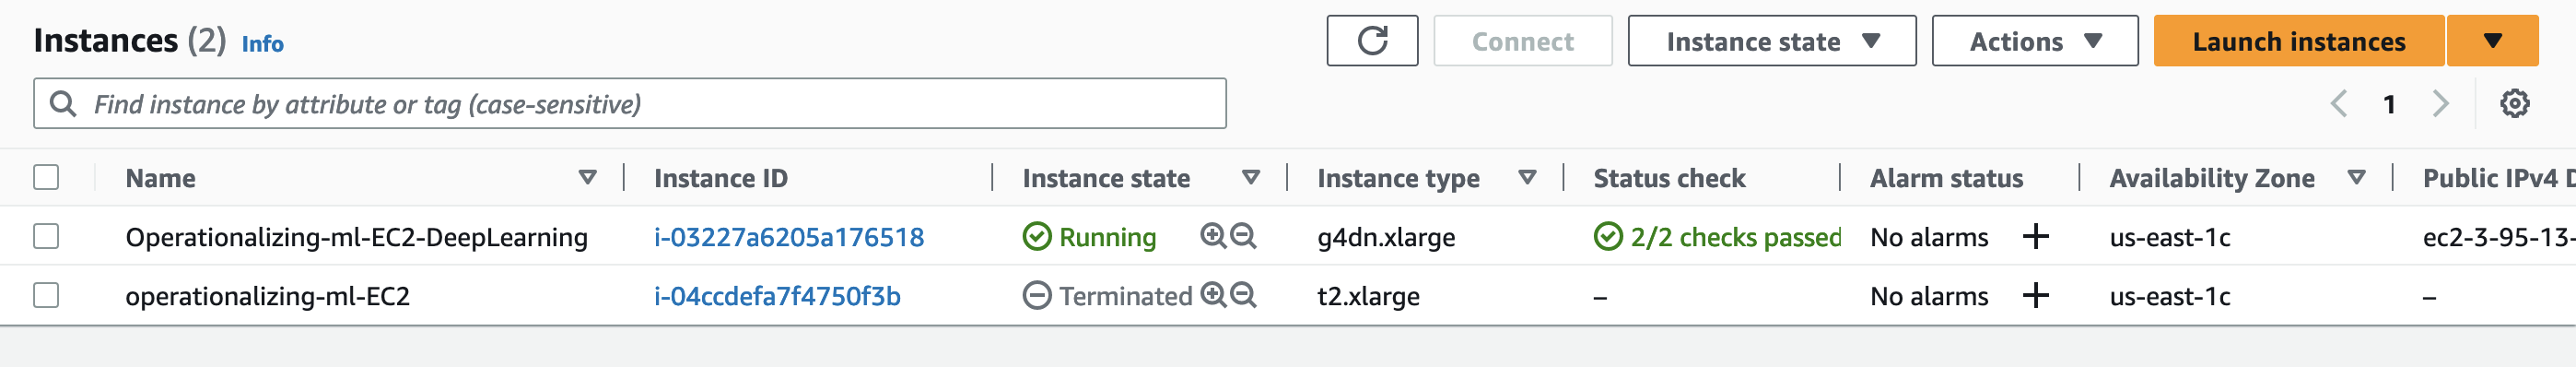 Instances (2) Info Connect Instance state Actions Launch instances
Find instance by attribute or tag (case-sensitive) 1
Name Instance ID Instance state Instance type Status check Alarm status Availability Zone Public IPv4 D
Operationalizing-ml-EC2-DeepLearning i-03227a6205a176518 Running g4dn.xlarge 2/2 checks passed No alarms + us-east-1c ec2-3-95-13-
operationalizing-ml-EC2 i-04ccdefa7f4750f3b Terminated t2.xlarge – No alarms + us-east-1c –